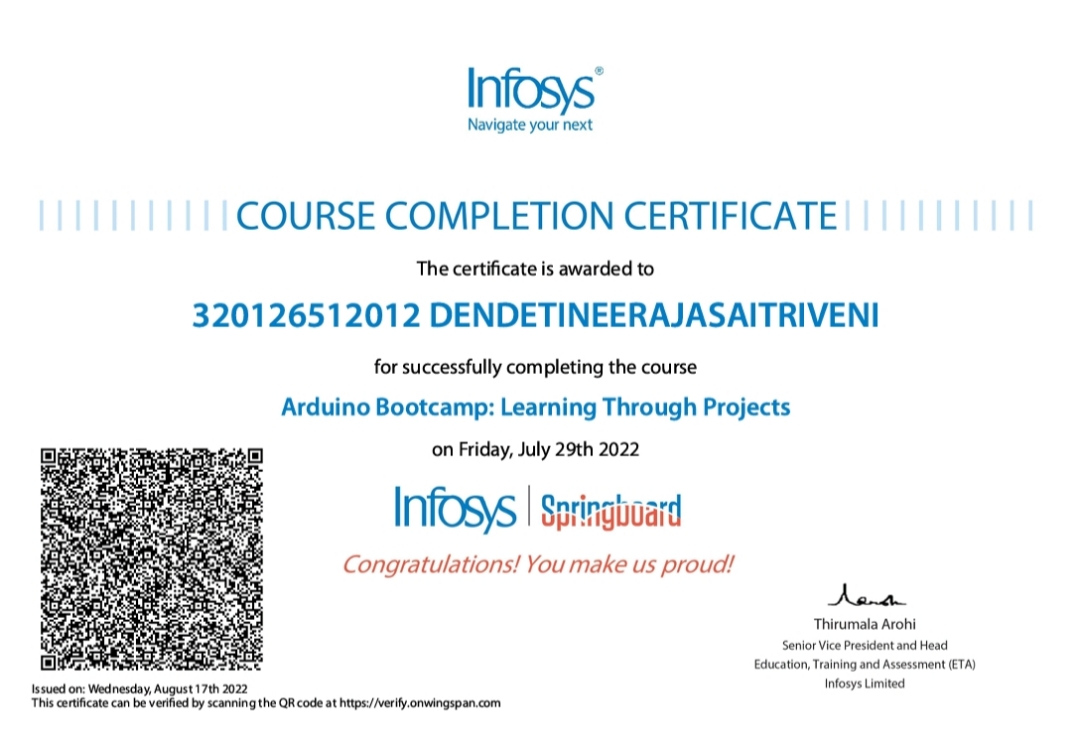 Infosys®
Navigate your next
COURSE COMPLETION CERTIFICATE
The certificate is awarded to
320126512012 DENDETINEERAJASAITRIVENI
for successfully completing the course
Arduino Bootcamp: Learning Through Projects
on Friday, July 29th 2022
Infosys | Springboard
Congratulations! You make us proud!
Thirumala Arohi
Senior Vice President and Head
Education, Training and Assessment (ETA)
Infosys Limited
Issued on: Wednesday, August 17th 2022
This certificate can be verified by scanning the QR code at https://verify.onwingspan.com